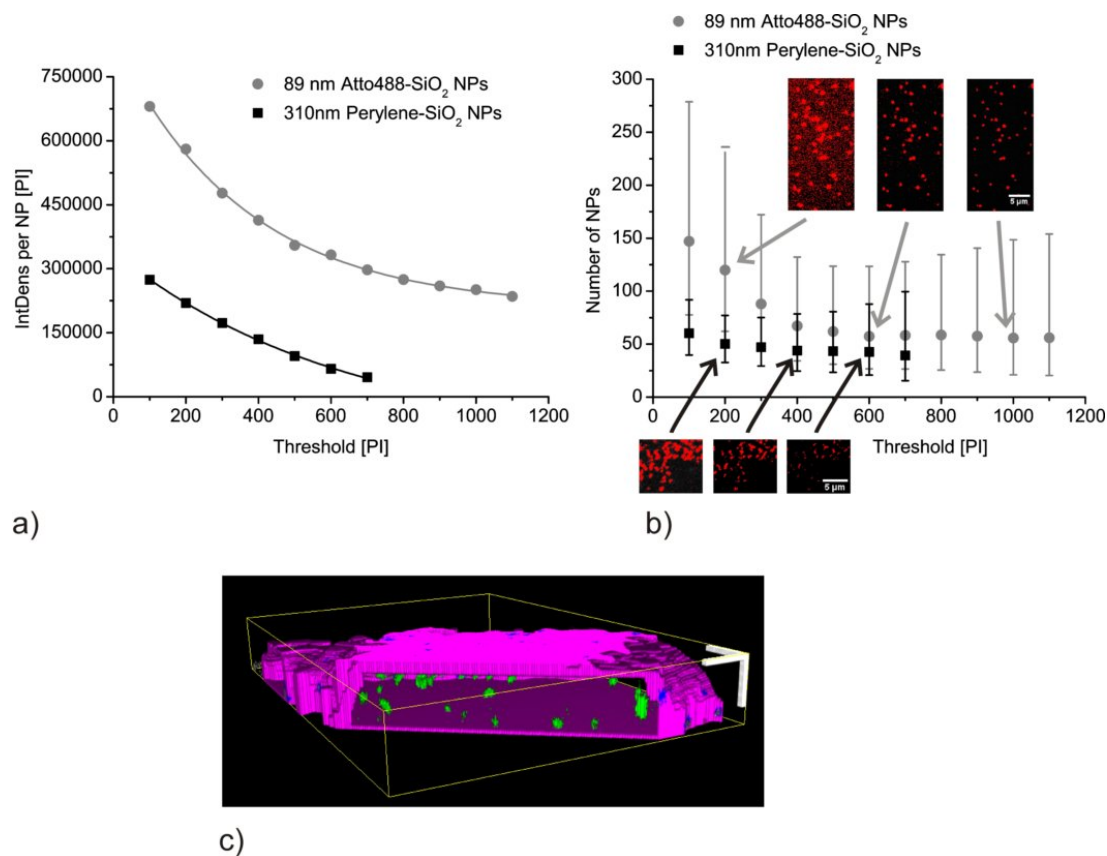 89 nm Atto488-SiO₂ NPs
310nm Perylene-SiO₂ NPs
750000
600000
450000
300000
150000
0
IntDens per NP [PI]
0 200 400 600 800 1000 1200
Threshold [PI]
a)
89 nm Atto488-SiO₂ NPs
310nm Perylene-SiO₂ NPs
300
250
200
150
100
50
0
Number of NPs
5 µm
0 200 400 600 800 1000 1200
Threshold [PI]
5 µm
b)
c)